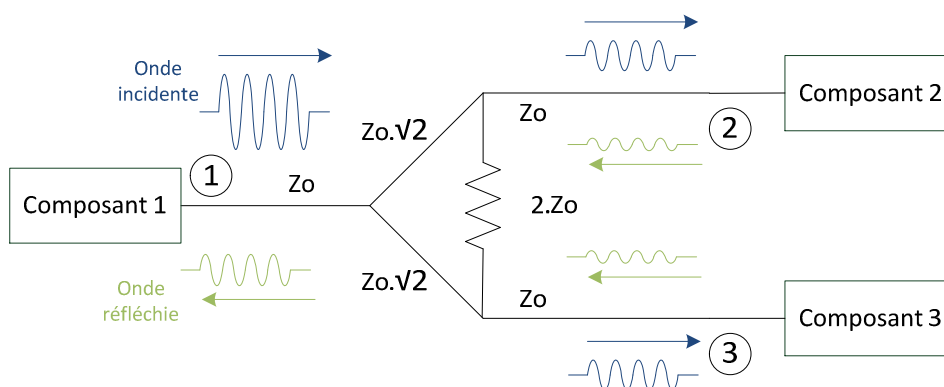 Onde
incidente
Zo.√2
Zo
Composant 2
2
1
Zo
Composant 1
2.Zo
Zo.√2
Zo
Onde
réfléchie
Composant 3
3